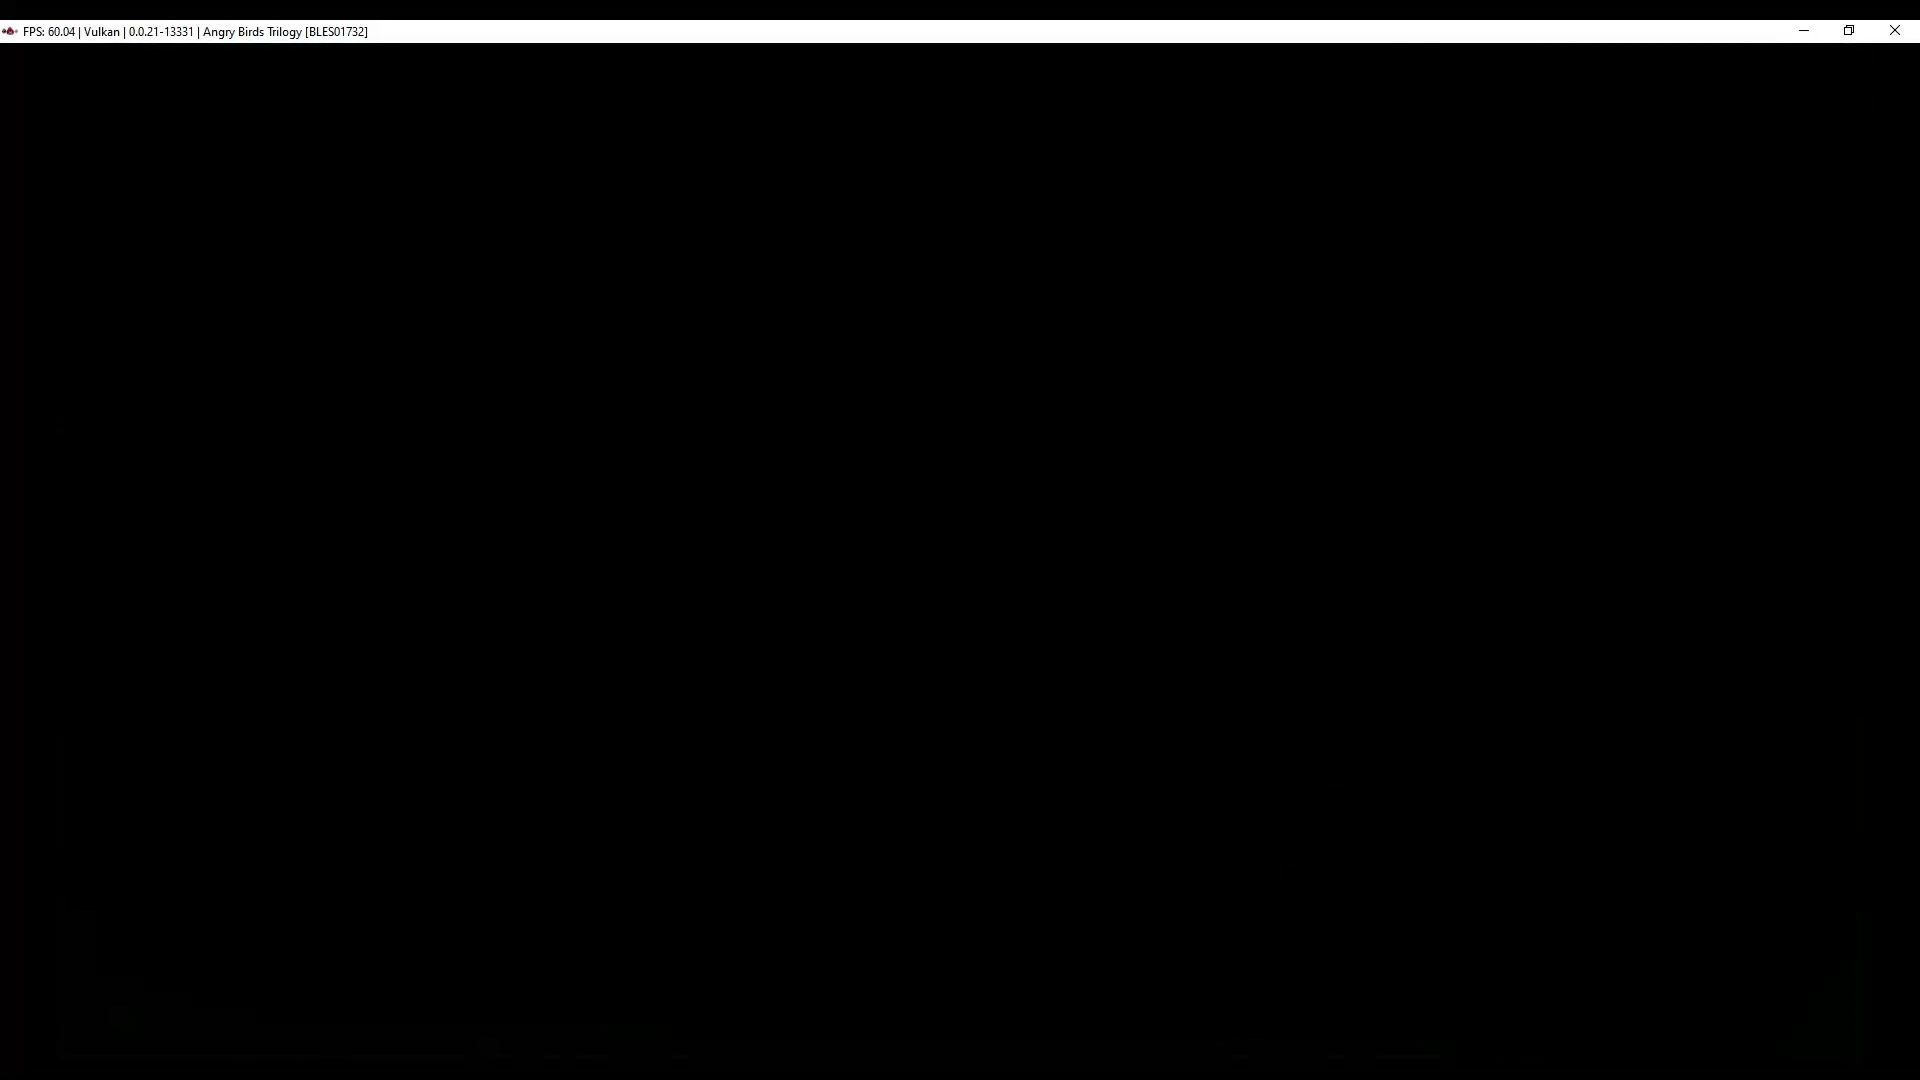 FPS: 60.04 | Vulkan | 0.0.21-13331 | Angry Birds Trilogy [BLES01732]